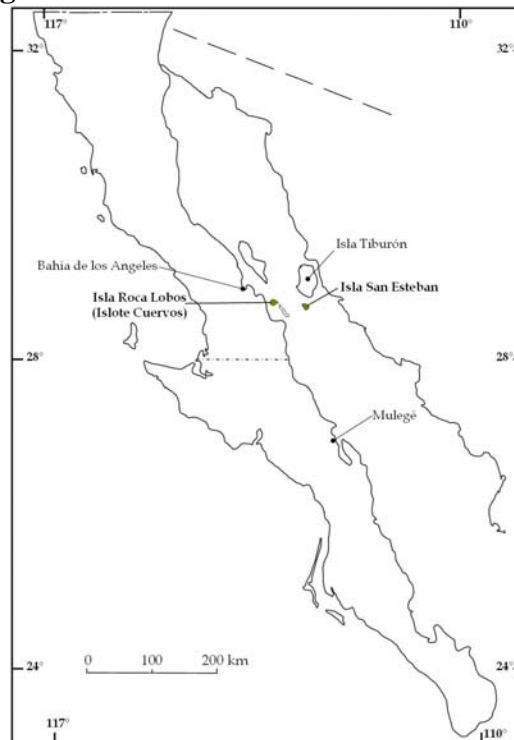 g
117°
110°
32°
32°
Isla Tiburón
Bahia de los Angeles
Isla San Esteban
Isla Roca Lobos
(Islote Cuervos)
28°
28°
Mulegé
24°
24°
0 100 200 km
117°
110°